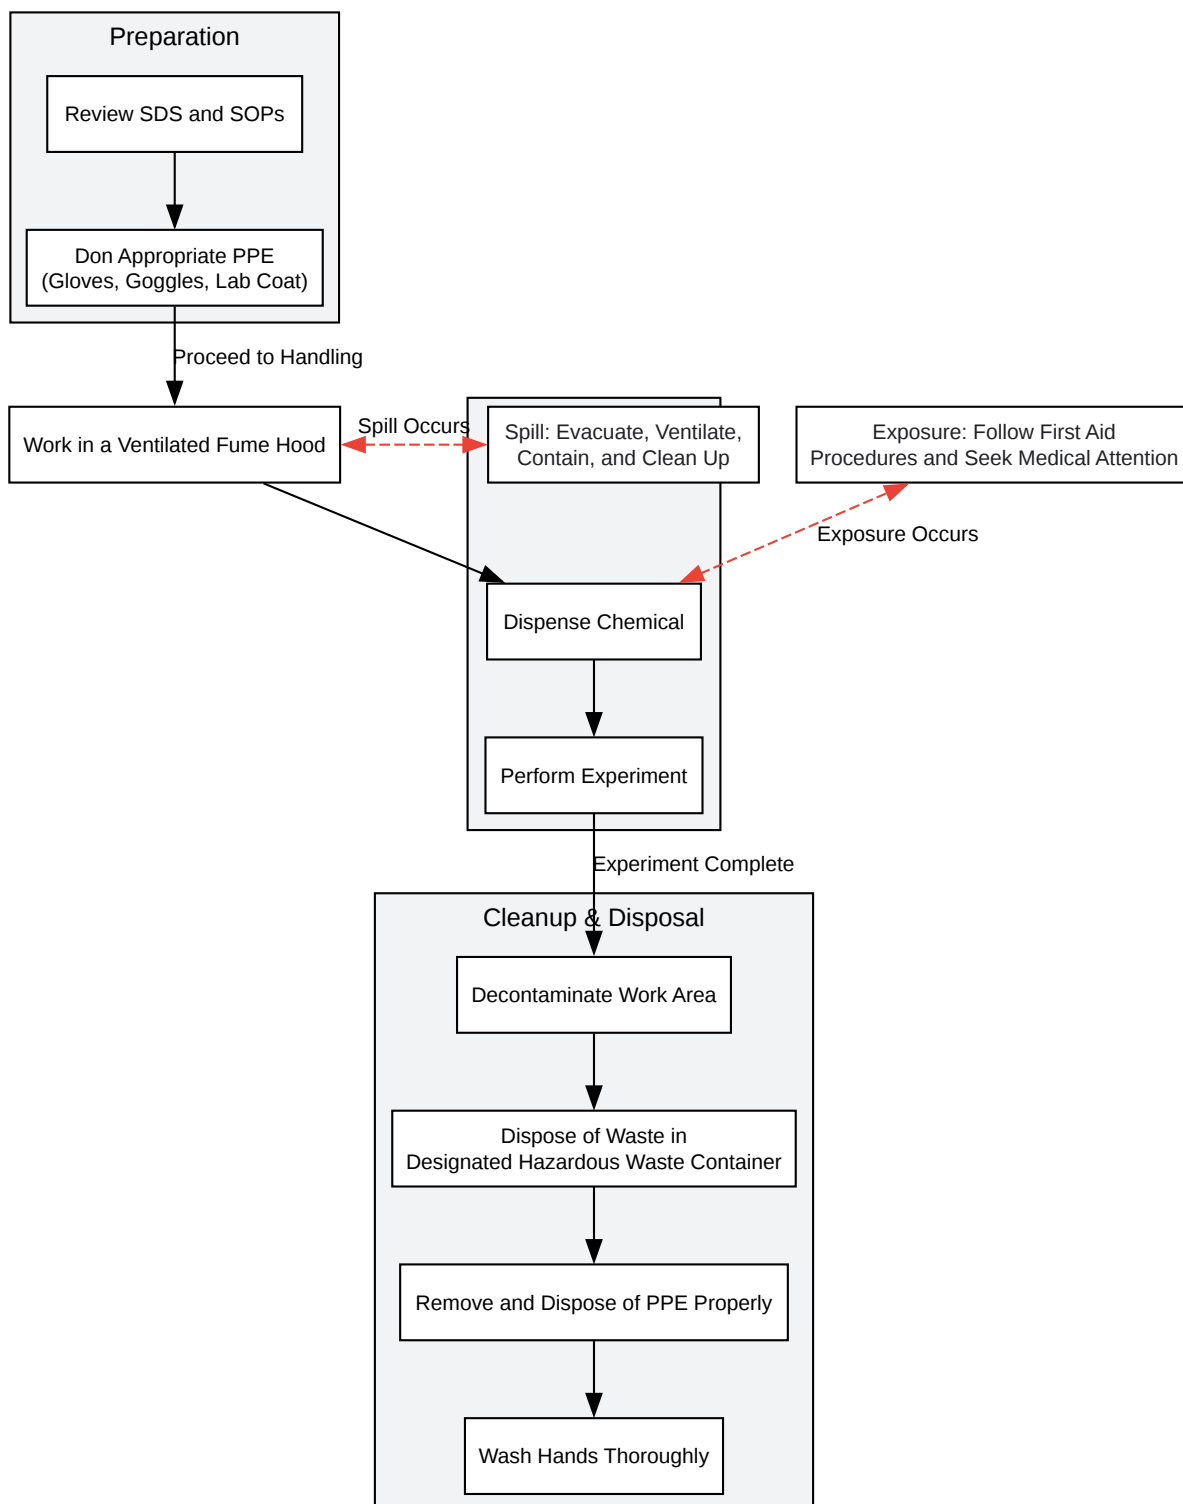 Preparation
Review SDS and SOPs
Don Appropriate PPE
(Gloves, Goggles, Lab Coat)
Proceed to Handling
Work in a Ventilated Fume Hood
Spill Occurs
Spill: Evacuate, Ventilate,
Contain, and Clean Up
Exposure: Follow First Aid
Procedures and Seek Medical Attention
Exposure Occurs
Dispense Chemical
Perform Experiment
Experiment Complete
Cleanup & Disposal
Decontaminate Work Area
Dispose of Waste in
Designated Hazardous Waste Container
Remove and Dispose of PPE Properly
Wash Hands Thoroughly